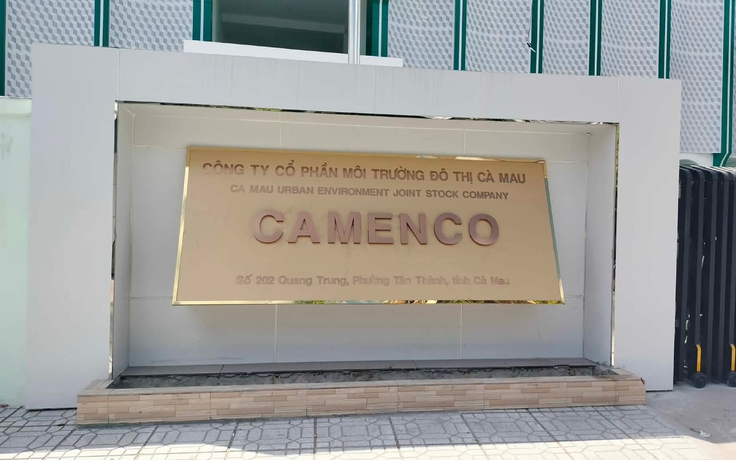 CÔNG TY CỔ PHẦN MÔI TRƯỜNG ĐÔ THỊ CÀ MAU
CA MAU URBAN ENVIRONMENT JOINT STOCK COMPANY
CAMENCO
Số 202 Quang Trung, Phường Tân Thành, tỉnh Cà Mau